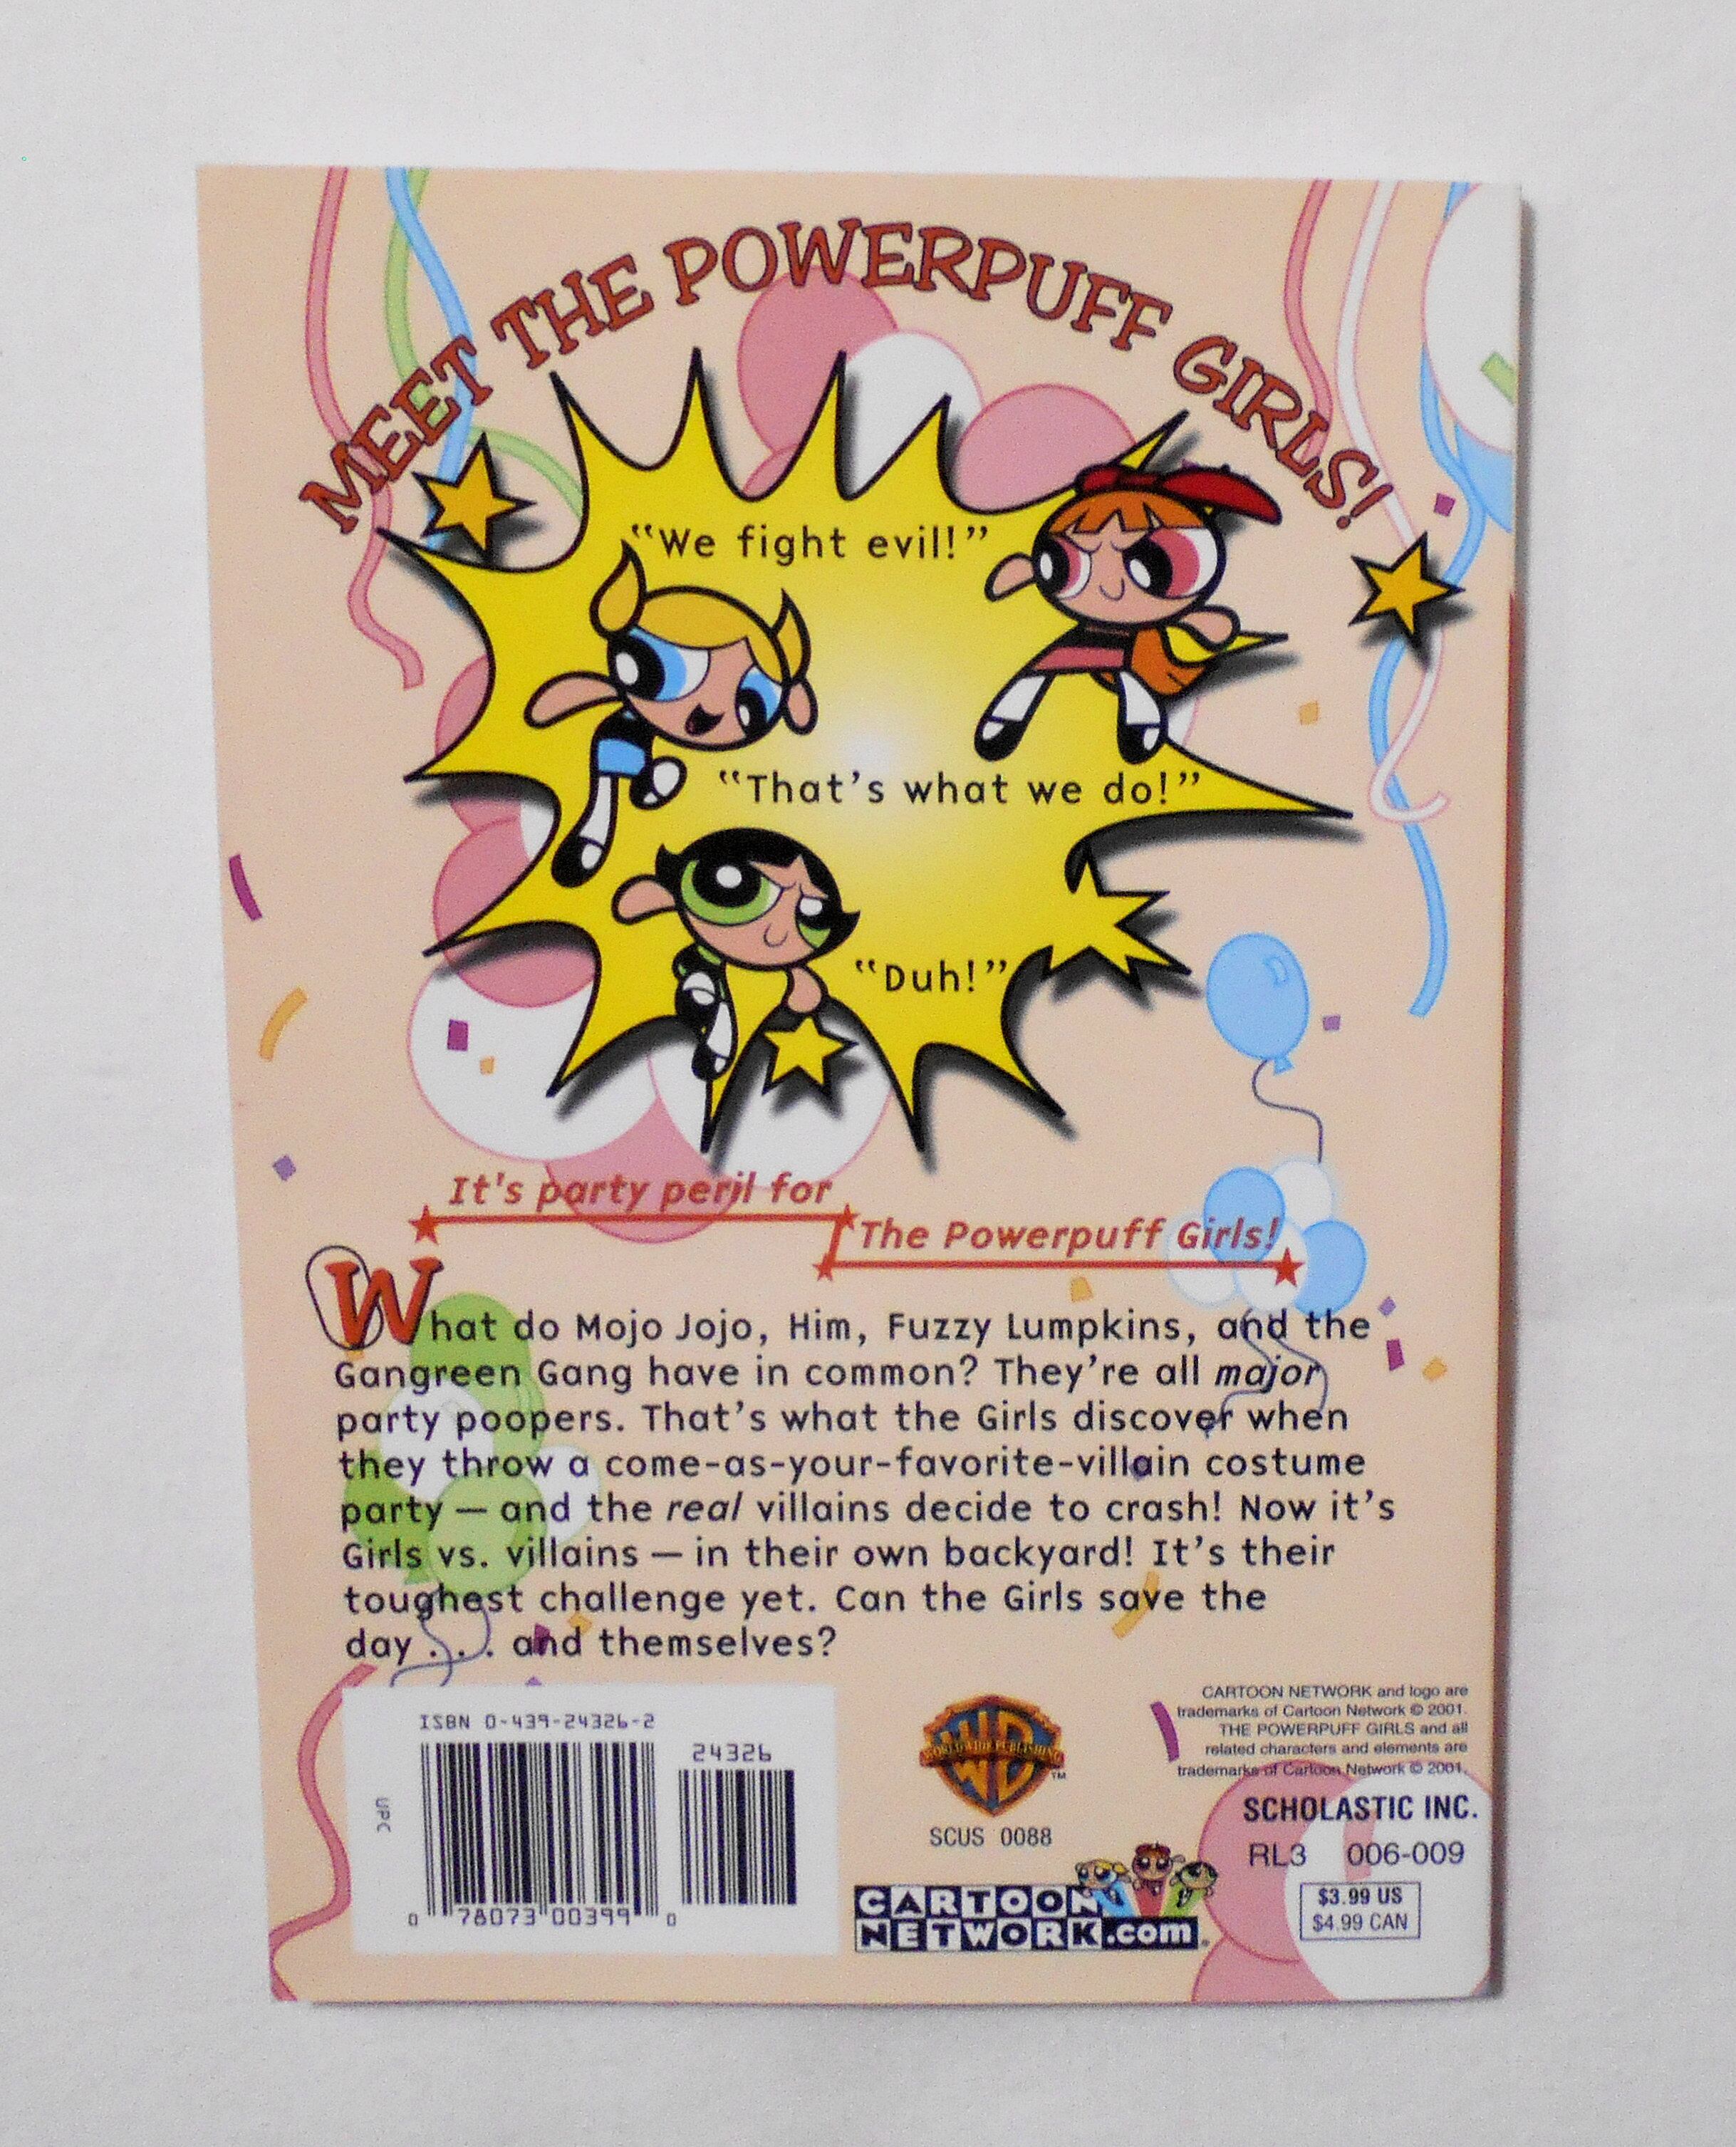 MEET THE POWERPUFF GIRLS!
“We fight evil!”
“That’s what we do!”
“Duh!”
It's party peril for
The Powerpuff Girls!
What do Mojo Jojo, Him, Fuzzy Lumpkins, and the
Gangreen Gang have in common? They’re all major
party poopers. That’s what the Girls discover when
they throw a come-as-your-favorite-villain costume
party — and the real villains decide to crash! Now it’s
Girls vs. villains — in their own backyard! It’s their
toughest challenge yet. Can the Girls save the
day . . . and themselves?
ISBN 0-439-24326-2
24326
UPC
0 78073 00399 0
WB
WORLDWIDE PUBLISHING
TM
SCUS 0088
CARTOON
NETWORK.com
CARTOON NETWORK and logo are
trademarks of Cartoon Network © 2001.
THE POWERPUFF GIRLS and all
related characters and elements are
trademarks of Cartoon Network © 2001.
SCHOLASTIC INC.
RL3 006-009
$3.99 US
$4.99 CAN